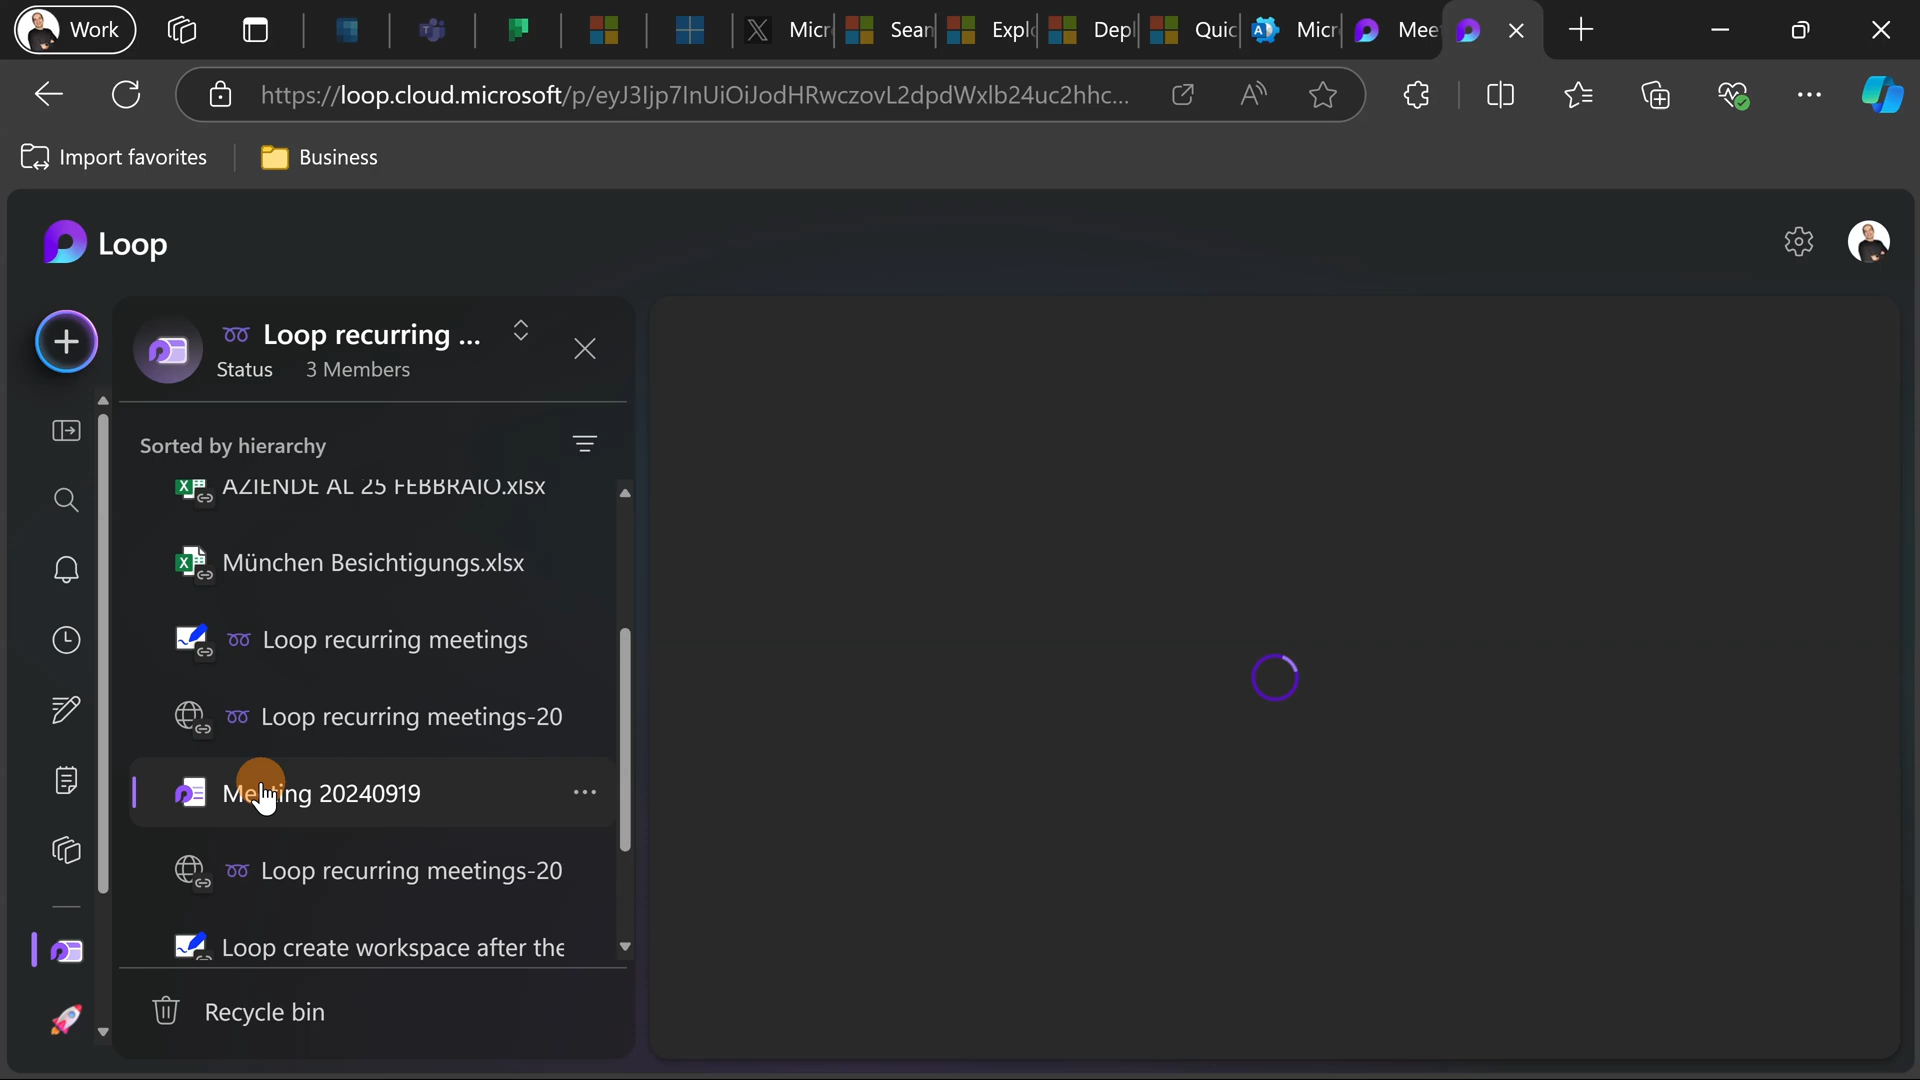 Work
Micr
Sear
Explo
Depl
Quic
Micr
Mee
https://loop.cloud.microsoft/p/eyJ3Ijp7InUiOiJodHRwczovL2dpdWxlb24uc2hhc...
Import favorites
Business
Loop
Loop recurring ...
Status 3 Members
Sorted by hierarchy
AZIENDE AL 25 FEBBRAIO.xlsx
München Besichtigungs.xlsx
Loop recurring meetings
Loop recurring meetings-20
Meeting 20240919
Loop recurring meetings-20
Loop create workspace after the
Recycle bin